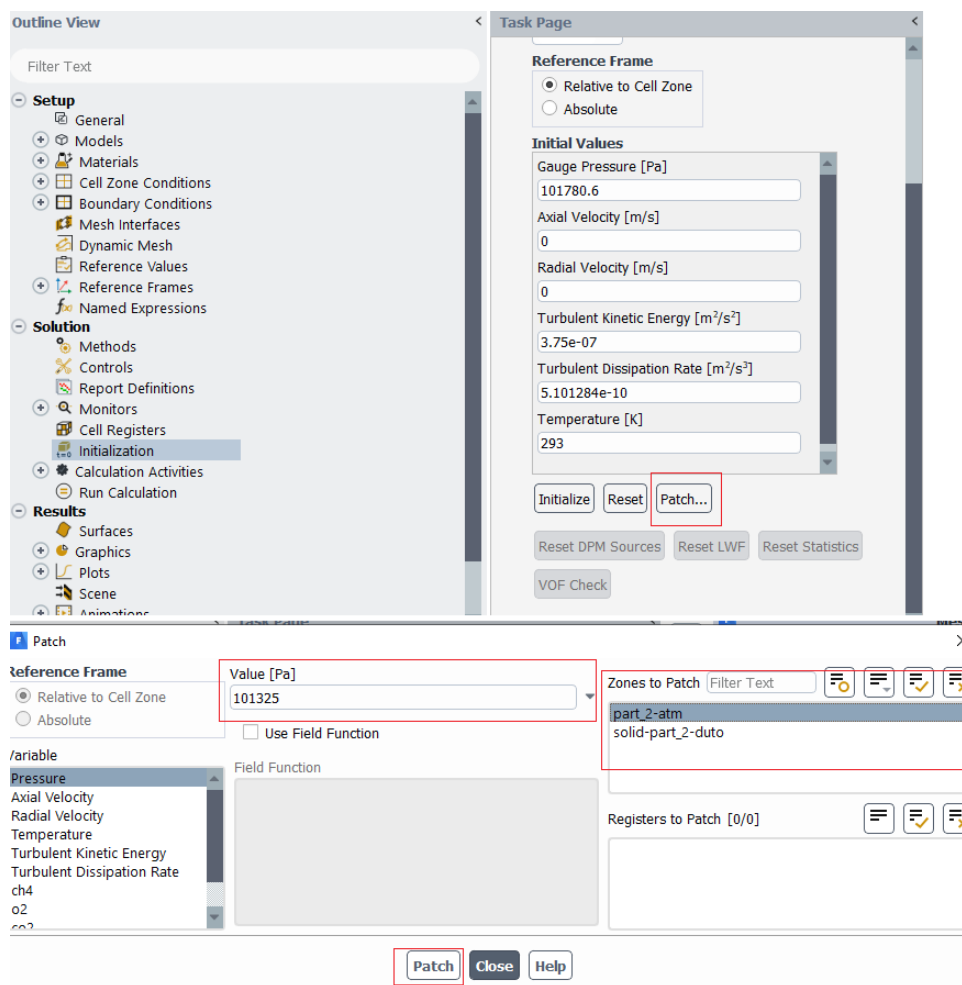 Outline View
Filter Text
Setup
General
Models
Materials
Cell Zone Conditions
Boundary Conditions
Mesh Interfaces
Dynamic Mesh
Reference Values
Reference Frames
Named Expressions
Solution
Methods
Controls
Report Definitions
Monitors
Cell Registers
Initialization
Calculation Activities
Run Calculation
Results
Surfaces
Graphics
Plots
Scene
Animations
Task Page
Reference Frame
Relative to Cell Zone
Absolute
Initial Values
Gauge Pressure [Pa]
101780.6
Axial Velocity [m/s]
0
Radial Velocity [m/s]
0
Turbulent Kinetic Energy [m²/s²]
3.75e-07
Turbulent Dissipation Rate [m²/s³]
5.101284e-10
Temperature [K]
293
Initialize Reset Patch...
Reset DPM Sources Reset LWF Reset Statistics
VOF Check
Patch
Reference Frame
Relative to Cell Zone
Absolute
Variable
Pressure
Axial Velocity
Radial Velocity
Temperature
Turbulent Kinetic Energy
Turbulent Dissipation Rate
ch4
o2
co2
Value [Pa]
101325
Use Field Function
Field Function
Zones to Patch Filter Text
part_2-atm
solid-part_2-duto
Registers to Patch [0/0]
Patch Close Help